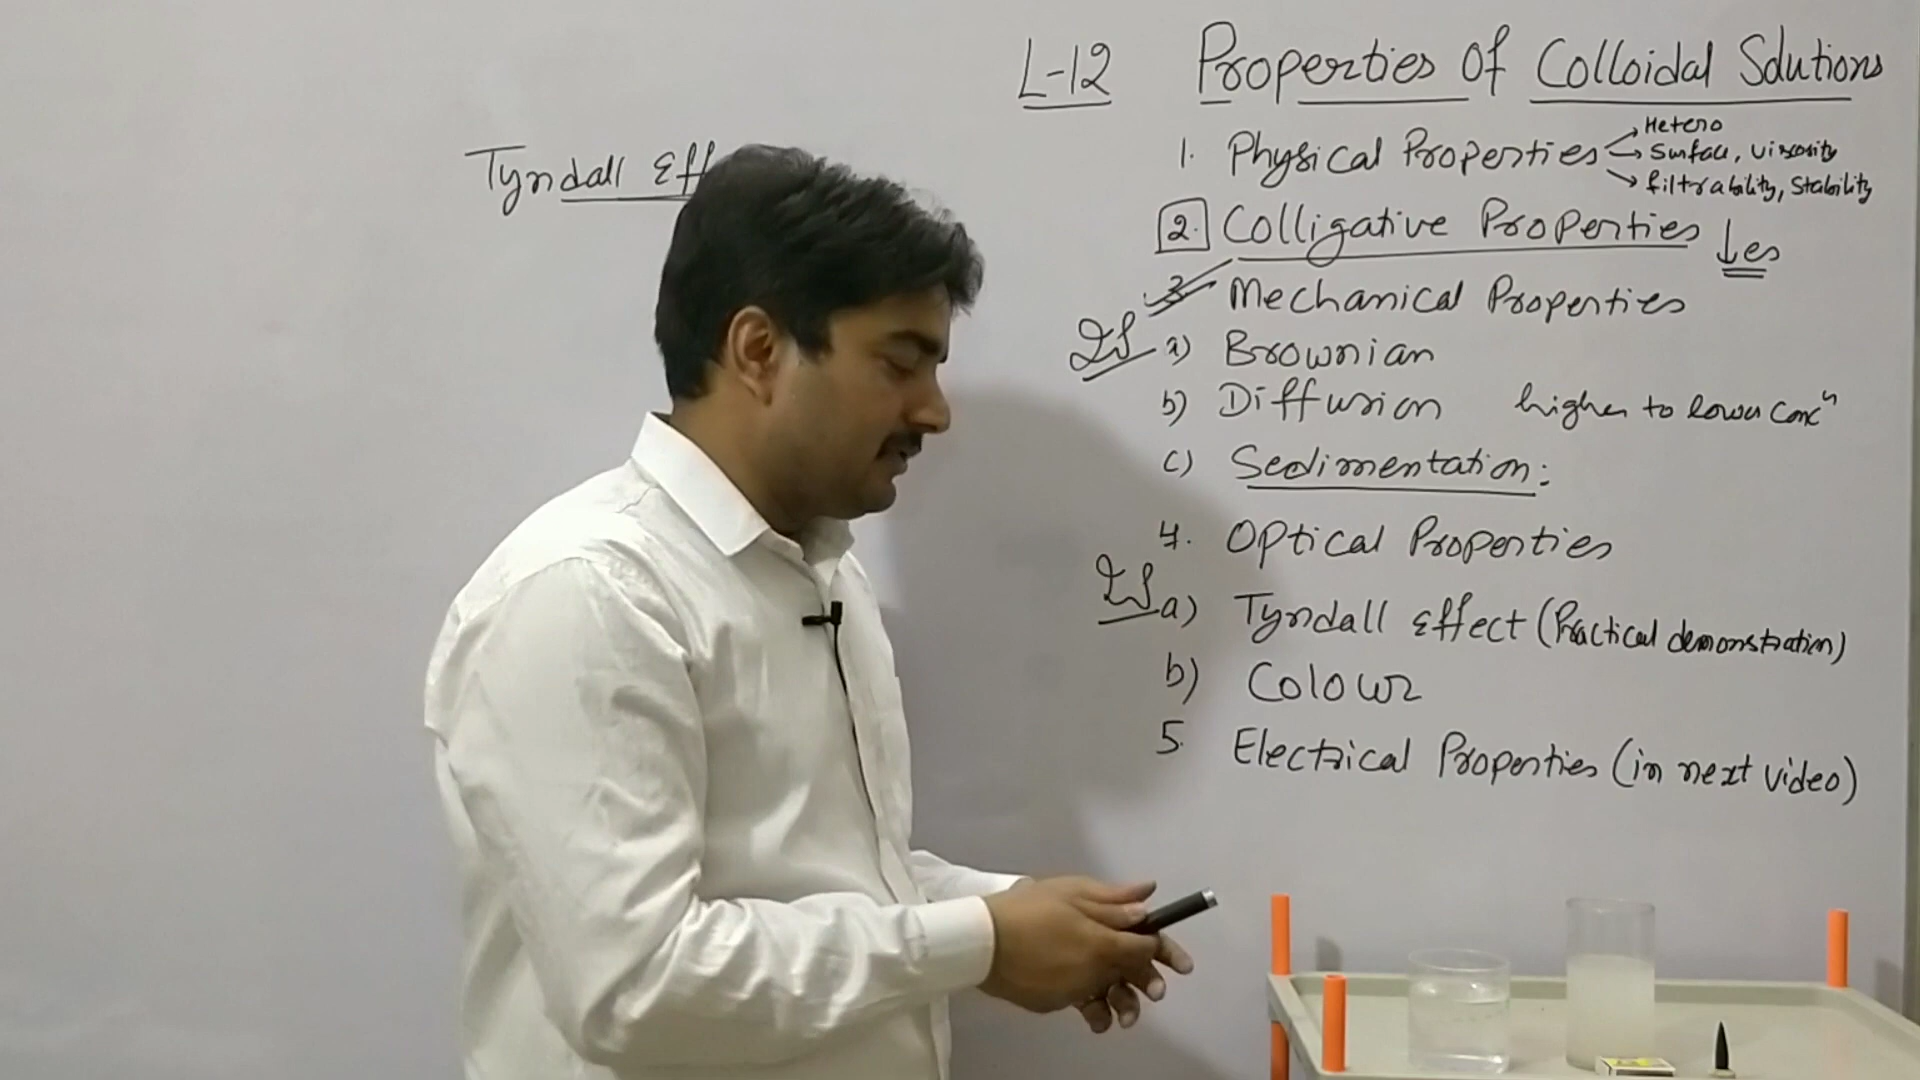 L-12 Properties Of Colloidal Solutions
Tyndall Eff
1. Physical Properties
→ Hetero
→ Surface, viscosity
→ filtrability, Stability
2. Colligative Properties ↓es
3. Mechanical Properties
a) Brownian
b) Diffusion higher to lower concⁿ
c) Sedimentation:
4. Optical Properties
a) Tyndall Effect (Practical demonstration)
b) Colour
5. Electrical Properties (in next video)